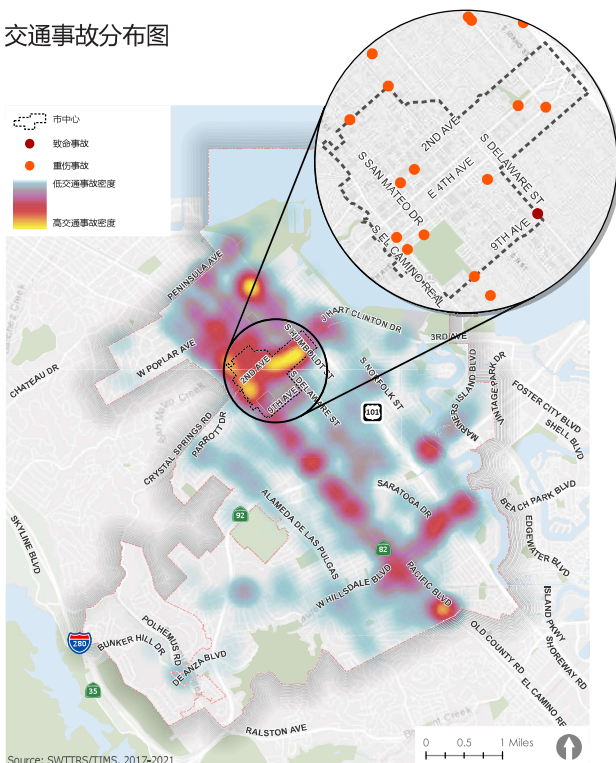 交通事故分布图
市中心
致命事故
重伤事故
低交通事故密度
高交通事故密度
2ND AVE
S DELAWARE ST
E 4TH AVE
S SAN MATEO DR
9TH AVE
S EL CAMINO REAL
PENINSULA AVE
J HART CLINTON DR
3RD AVE
W POPLAR AVE
S HUMBOLDT ST
2ND AVE
9TH AVE
S DELAWARE ST
S NORFOLK ST
CHATEAU DR
MARINERS ISLAND BLVD
VINTAGE PARK DR
FOSTER CITY BLVD
SHELL BLVD
101
CRYSTAL SPRINGS RD
PARROTT DR
SARATOGA DR
BEACH PARK BLVD
EDGEWATER BLVD
ALAMEDA DE LAS PULGAS
92
82
SKYLINE BLVD
W HILLSDALE BLVD
PACIFIC BLVD
ISLAND PKWY
SHOREWAY RD
OLD COUNTY RD
EL CAMINO RE
POLHEMUS RD
BUNKER HILL DR
DE ANZA BLVD
280
35
RALSTON AVE
0 0.5 1 Miles
Source: SWITRS/TIMS, 2017-2021